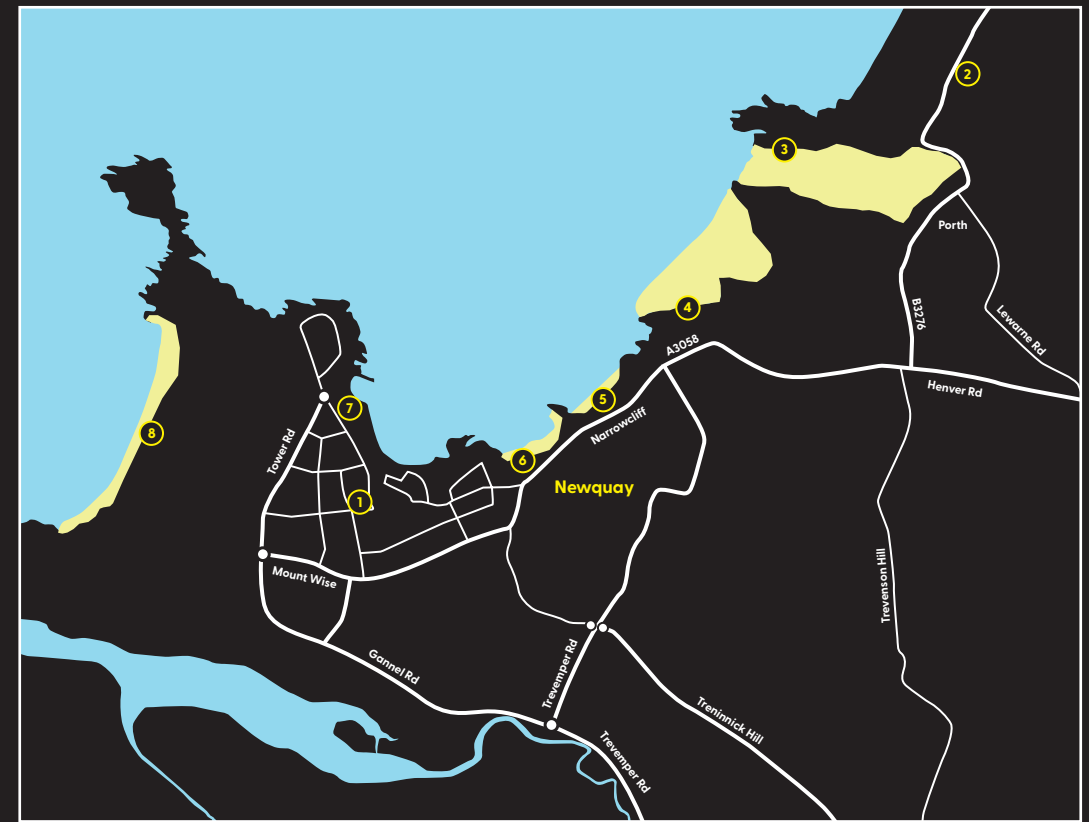 2
3
Porth
4
B3276
Lewarne Rd
A3058
Henver Rd
5
Narrowcliff
7
8
Tower Rd
6
Newquay
1
Mount Wise
Trevenson Hill
Gannel Rd
Trevemper Rd
Treninnick Hill
Trevemper Rd